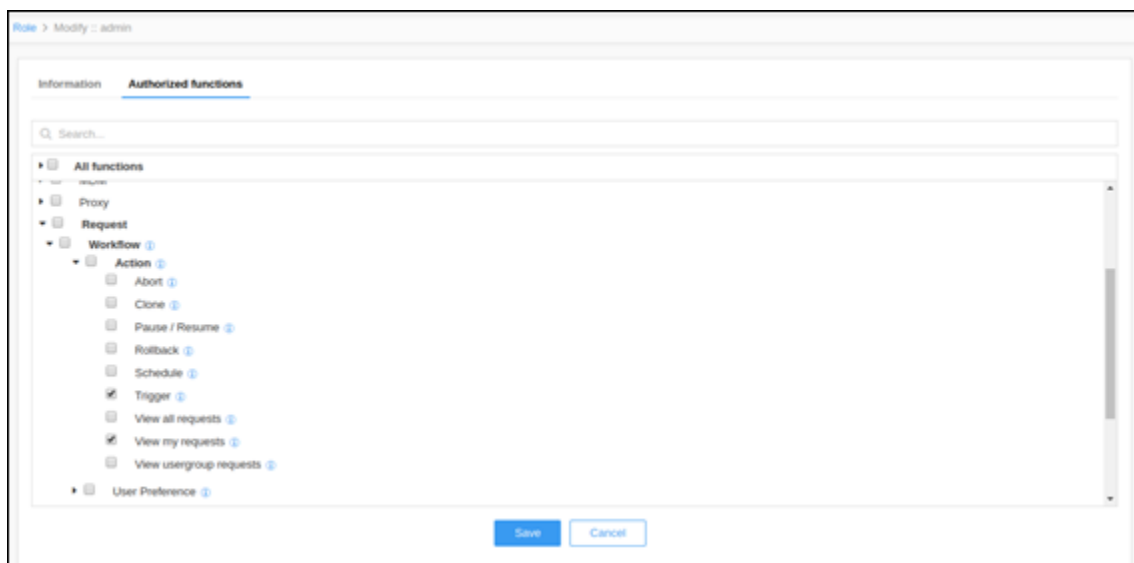 Role > Modify :: admin
Information Authorized functions
Search...
All functions
MDM
Proxy
Request
Workflow
Action
Abort
Clone
Pause / Resume
Rollback
Schedule
Trigger
View all requests
View my requests
View usergroup requests
User Preference
Save Cancel